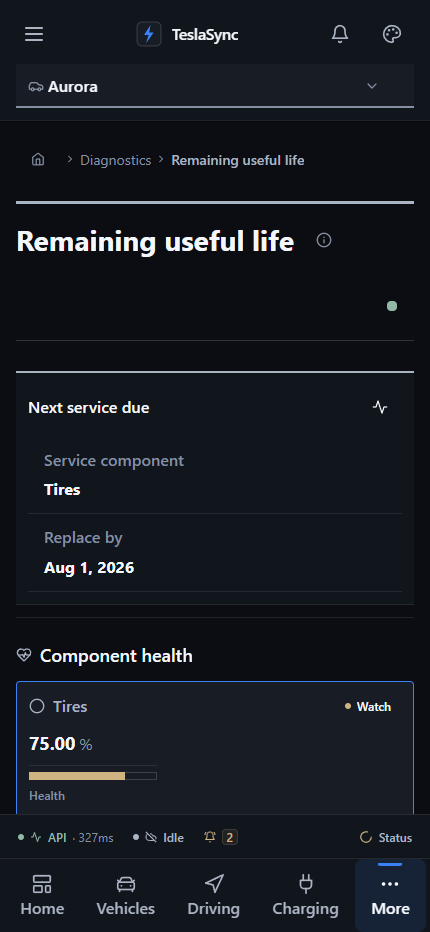 TeslaSync
Aurora
Diagnostics
Remaining useful life
Remaining useful life
Next service due
Service component
Tires
Replace by
Aug 1, 2026
Component health
Tires
Watch
75.00 %
Health
API · 327ms
Idle
2
Status
Home
Vehicles
Driving
Charging
More